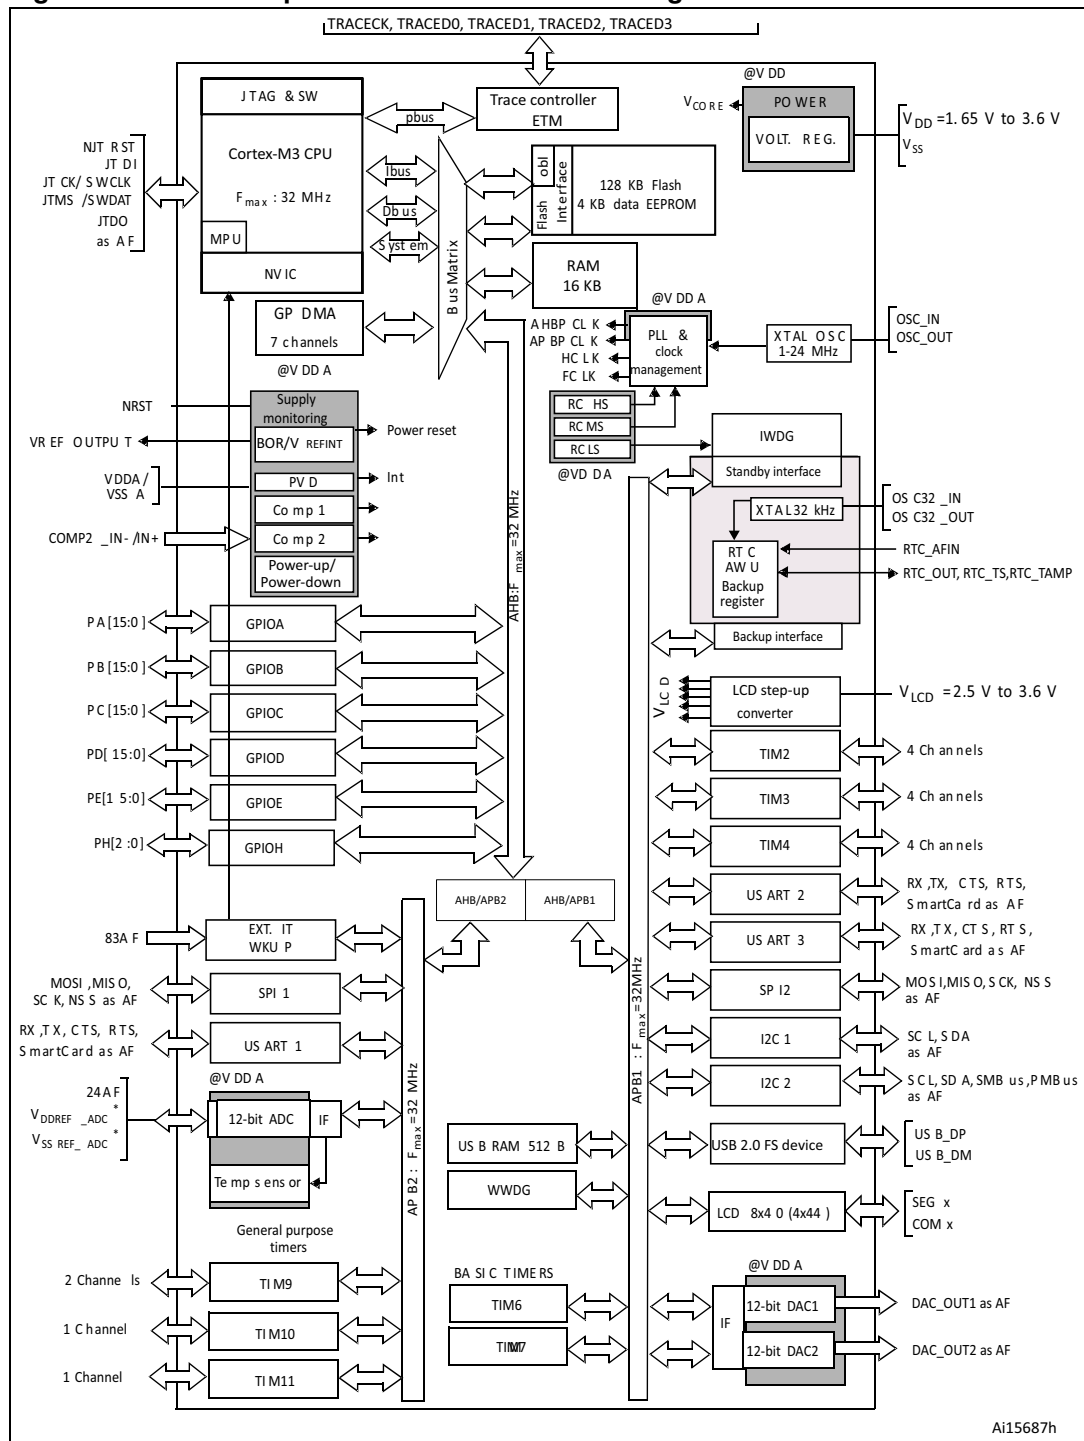 TRACECK, TRACED0, TRACED1, TRACED2, TRACED3
@VDD
JTAG & SW
pbus
Trace controller
ETM
VCORE
POWER
VOLT. REG.
VDD =1.65 V to 3.6 V
VSS
NJTRST
JTDI
JTCK/SWCLK
JTMS/SWDAT
JTDO
as AF
Cortex-M3 CPU
Fmax : 32 MHz
MPU
NVIC
Ibus
Dbus
System
Bus Matrix
obl
Flash
Interface
128 KB Flash
4 KB data EEPROM
RAM
16 KB
GP DMA
7 channels
@VDDA
AHBPCLK
APBPCLK
HCLK
FCLK
PLL &
clock
management
XTAL OSC
1-24 MHz
OSC_IN
OSC_OUT
@VDDA
NRST
VREF OUTPUT
VDDA/
VSSA
COMP2_IN-/IN+
Supply
monitoring
BOR/VREFINT
PVD
Comp 1
Comp 2
Power-up/
Power-down
Power reset
Int
RC HS
RC MS
RC LS
@VDDA
IWDG
Standby interface
XTAL32 kHz
OSC32_IN
OSC32_OUT
RTC
AWU
Backup
register
RTC_AFIN
RTC_OUT, RTC_TS,RTC_TAMP
Backup interface
AHB:Fmax=32 MHz
PA[15:0]
GPIOA
PB[15:0]
GPIOB
PC[15:0]
GPIOC
PD[15:0]
GPIOD
PE[15:0]
GPIOE
PH[2:0]
GPIOH
VLCD
LCD step-up
converter
VLCD =2.5 V to 3.6 V
TIM2
4 Channels
TIM3
4 Channels
TIM4
4 Channels
AHB/APB2
AHB/APB1
USART 2
RX,TX, CTS, RTS,
SmartCard as AF
USART 3
RX,TX, CTS, RTS,
SmartCard as AF
83AF
EXT. IT
WKUP
MOSI,MISO,
SCK,NSS as AF
SPI 1
RX,TX, CTS, RTS,
SmartCard as AF
USART 1
SPI2
MOSI,MISO,SCK, NSS
as AF
I2C 1
SCL,SDA
as AF
I2C 2
SCL,SDA,SMBus,PMBus
as AF
APB1 : Fmax=32MHz
APB2 : Fmax=32 MHz
@VDDA
24AF
VDDREF_ADC *
VSSREF_ADC *
12-bit ADC
IF
Temp sensor
USB RAM 512 B
USB 2.0 FS device
USB_DP
USB_DM
WWDG
LCD 8x40 (4x44)
SEGx
COMx
General purpose
timers
2 Channels
TIM9
1 Channel
TIM10
1 Channel
TIM11
BASIC TIMERS
TIM6
TIM7
@VDDA
IF
12-bit DAC1
DAC_OUT1 as AF
12-bit DAC2
DAC_OUT2 as AF
Ai15687h